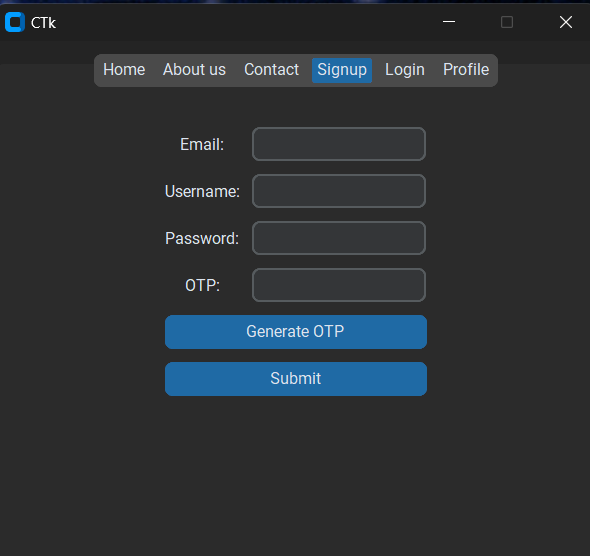 CTk
Home About us Contact Signup Login Profile
Email:
Username:
Password:
OTP:
Generate OTP
Submit